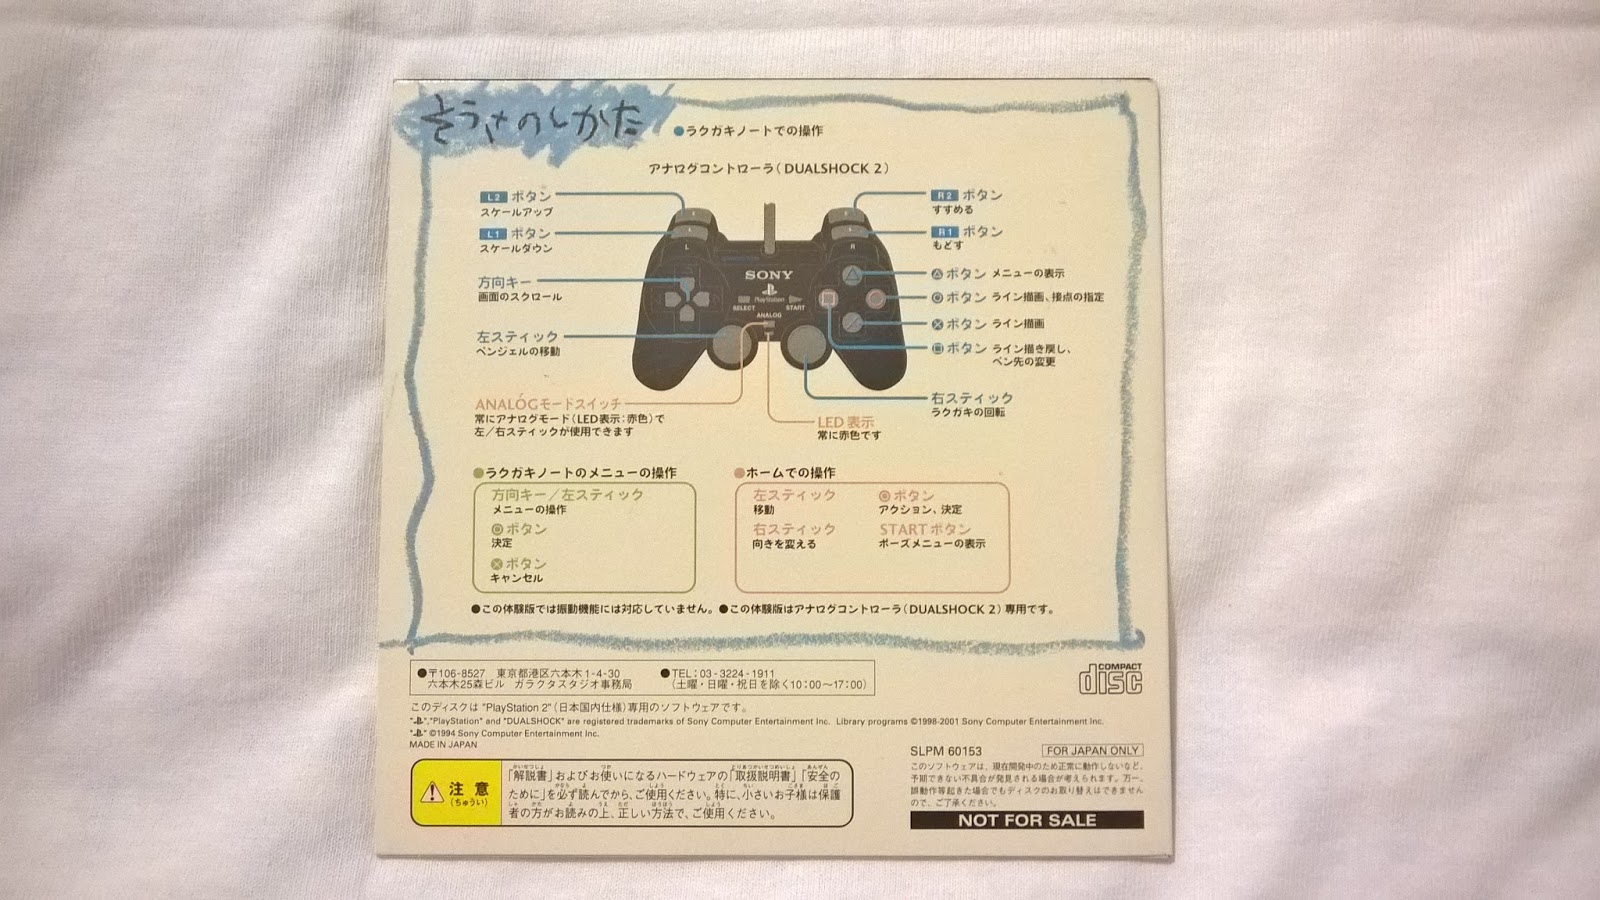 そうさのしかた
●ラクガキノートでの操作
アナログコントローラ（DUALSHOCK 2）
L2 ボタン
スケールアップ
L1 ボタン
スケールダウン
方向キー
画面のスクロール
左スティック
ペンジェルの移動
ANALOGモードスイッチ
常にアナログモード（LED表示：赤色）で
左／右スティックが使用できます
L
R
SONY
PlayStation
SELECT
START
ANALOG
R2 ボタン
すすめる
R1 ボタン
もどす
△ボタン メニューの表示
○ボタン ライン描画、接点の指定
×ボタン ライン描画
□ボタン ライン描き戻し、
ペン先の変更
右スティック
ラクガキの回転
LED表示
常に赤色です
●ラクガキノートのメニューの操作
方向キー／左スティック
メニューの操作
○ボタン
決定
×ボタン
キャンセル
●ホームでの操作
左スティック
移動
右スティック
向きを変える
○ボタン
アクション、決定
STARTボタン
ポーズメニューの表示
●この体験版では振動機能には対応していません。●この体験版はアナログコントローラ（DUALSHOCK 2）専用です。
●〒106-8527 東京都港区六本木1-4-30
六本木25森ビル ガラクタスタジオ事務局
●TEL：03-3224-1911
（土曜・日曜・祝日を除く10：00～17：00）
COMPACT
disc
このディスクは"PlayStation 2"（日本国内仕様）専用のソフトウェアです。
" ","PlayStation" and "DUALSHOCK" are registered trademarks of Sony Computer Entertainment Inc. Library programs ©1998-2001 Sony Computer Entertainment Inc.
" " ©1994 Sony Computer Entertainment Inc.
MADE IN JAPAN
SLPM 60153
FOR JAPAN ONLY
このソフトウェアは、現在開発中のため正常に動作しないなど、
予期できない不具合が発見される場合が考えられます。万一、
誤動作等起きた場合でもディスクのお取り替えはできません
ので、ご了承ください。
NOT FOR SALE
注意
（ちゅうい）
「解説書」およびお使いになるハードウェアの「取扱説明書」「安全の
ために」を必ず読んでから、ご使用ください。特に、小さいお子様は保護
者の方がお読みの上、正しい方法で、ご使用ください。